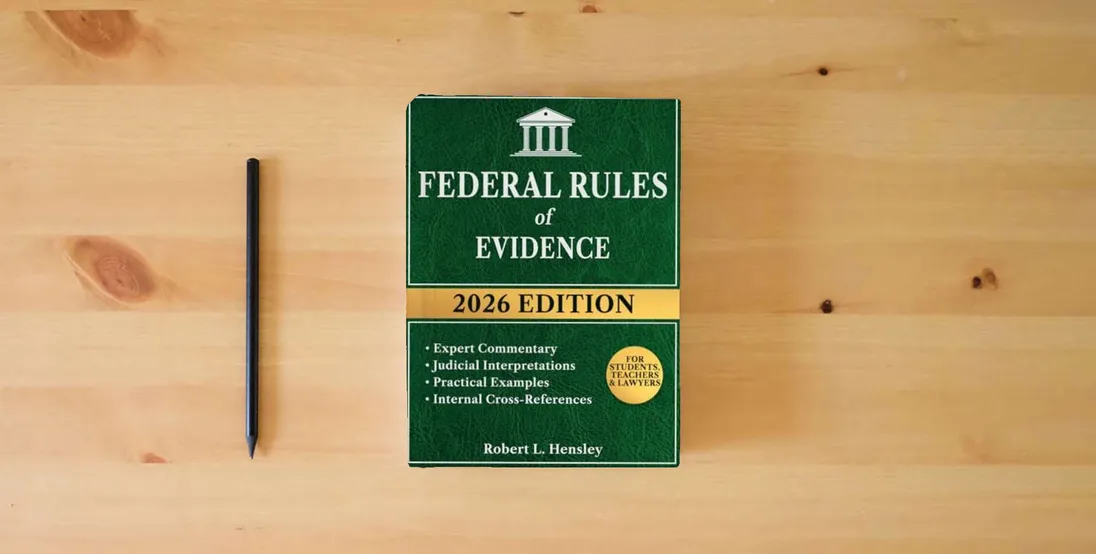 FEDERAL RULES
of
EVIDENCE
2026 EDITION
• Expert Commentary
• Judicial Interpretations
• Practical Examples
• Internal Cross-References
FOR
STUDENTS,
TEACHERS
& LAWYERS
Robert L. Hensley